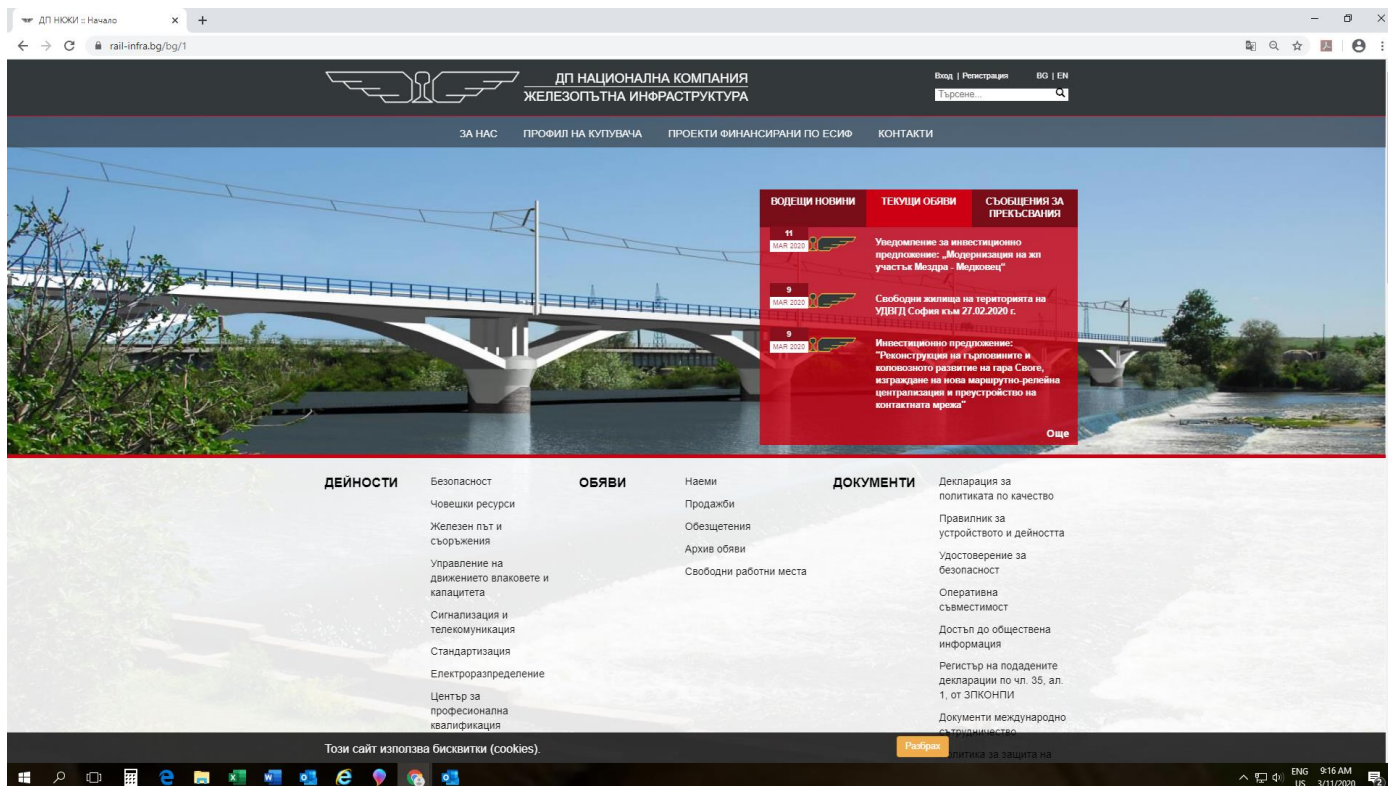 ДП НКЖИ :: Начало
rail-infra.bg/bg/1
ДП НАЦИОНАЛНА КОМПАНИЯ
ЖЕЛЕЗОПЪТНА ИНФРАСТРУКТУРА
Вход | Регистрация BG | EN
Търсене...
ЗА НАС ПРОФИЛ НА КУПУВАЧА ПРОЕКТИ ФИНАНСИРАНИ ПО ЕСИФ КОНТАКТИ
ВОДЕЩИ НОВИНИ ТЕКУЩИ ОБЯВИ СЪОБЩЕНИЯ ЗА
ПРЕКЪСВАНИЯ
11
MAR 2020
Уведомление за инвестиционно
предложение: „Модернизация на жп
участък Мездра - Медковец“
9
MAR 2020
Свободни жилища на територията на
УДВГД София към 27.02.2020 г.
9
MAR 2020
Инвестиционно предложение:
"Реконструкция на гърловините и
коловозното развитие на гара Своге,
изграждане на нова маршрутно-релейна
централизация и преустройство на
контактната мрежа"
Още
ДЕЙНОСТИ
Безопасност
Човешки ресурси
Железен път и
съоръжения
Управление на
движението влаковете и
капацитета
Сигнализация и
телекомуникация
Стандартизация
Електроразпределение
Център за
професионална
квалификация
ОБЯВИ
Наеми
Продажби
Обезщетения
Архив обяви
Свободни работни места
ДОКУМЕНТИ
Декларация за
политиката по качество
Правилник за
устройството и дейността
Удостоверение за
безопасност
Оперативна
съвместимост
Достъп до обществена
информация
Регистър на подадените
декларации по чл. 35, ал.
1, от ЗПКОНПИ
Документи международно
сътрудничество
Политика за защита на
Този сайт използва бисквитки (cookies).
Разбрах
ENG 9:16 AM
US 3/11/2020